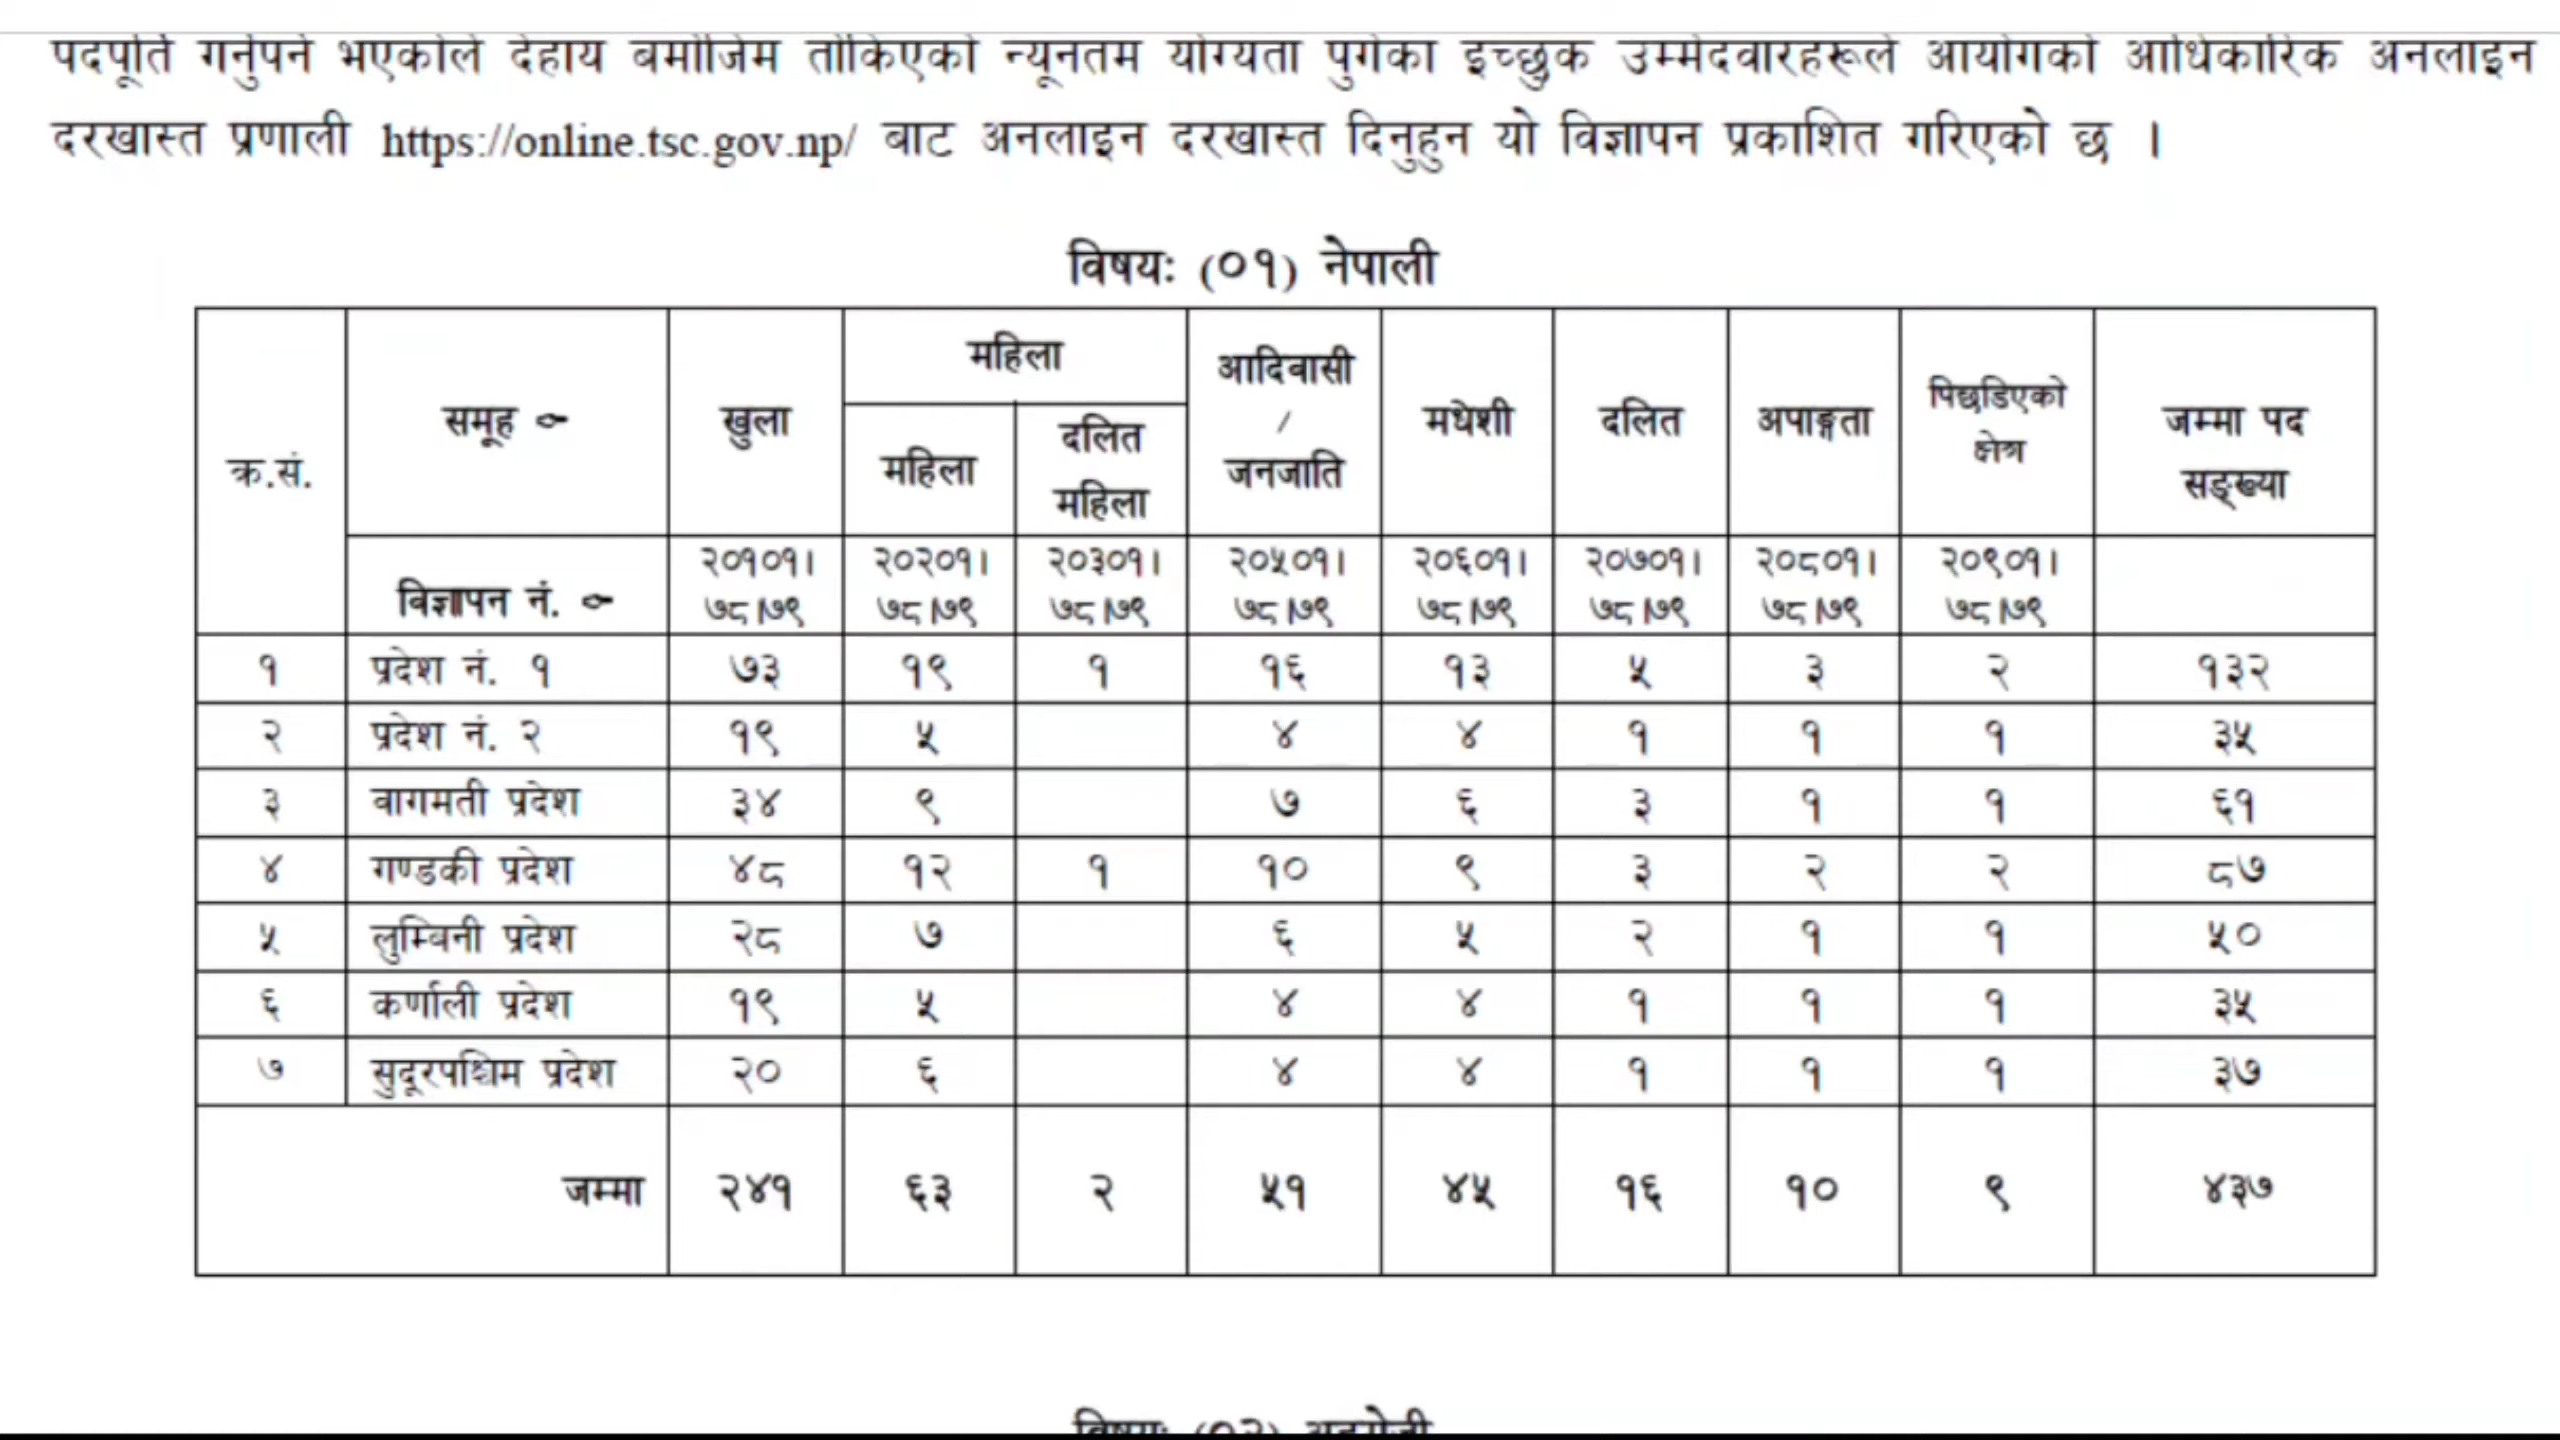 पदपूर्ति गर्नुपर्ने भएकोले देहाय बमोजिम तोकिएको न्यूनतम योग्यता पुगेका इच्छुक उम्मेदवारहरूले आयोगको आधिकारिक अनलाइन
दरखास्त प्रणाली https://online.tsc.gov.np/ बाट अनलाइन दरखास्त दिनुहुन यो विज्ञापन प्रकाशित गरिएको छ ।
विषयः (०१) नेपाली
क्र.सं. समूह खुला महिला महिला दलित महिला आदिवासी / जनजाति मधेशी दलित अपाङ्गता पिछडिएको क्षेत्र जम्मा पद सङ्ख्या
विज्ञापन नं. २०१०१। ७८।७९ २०२०१। ७८।७९ २०३०१। ७८।७९ २०५०१। ७८।७९ २०६०१। ७८।७९ २०७०१। ७८।७९ २०८०१। ७८।७९ २०९०१। ७८।७९
१ प्रदेश नं. १ ७३ १९ १ १६ १३ ५ ३ २ १३२
२ प्रदेश नं. २ १९ ५ ४ ४ १ १ १ ३५
३ वागमती प्रदेश ३४ ९ ७ ६ ३ १ १ ६१
४ गण्डकी प्रदेश ४८ १२ १ १० ९ ३ २ २ ८७
५ लुम्बिनी प्रदेश २८ ७ ६ ५ २ १ १ ५०
६ कर्णाली प्रदेश १९ ५ ४ ४ १ १ १ ३५
७ सुदूरपश्चिम प्रदेश २० ६ ४ ४ १ १ १ ३७
जम्मा २४१ ६३ २ ५१ ४५ १६ १० ९ ४३७
विषयः (०२) अङ्ग्रेजी